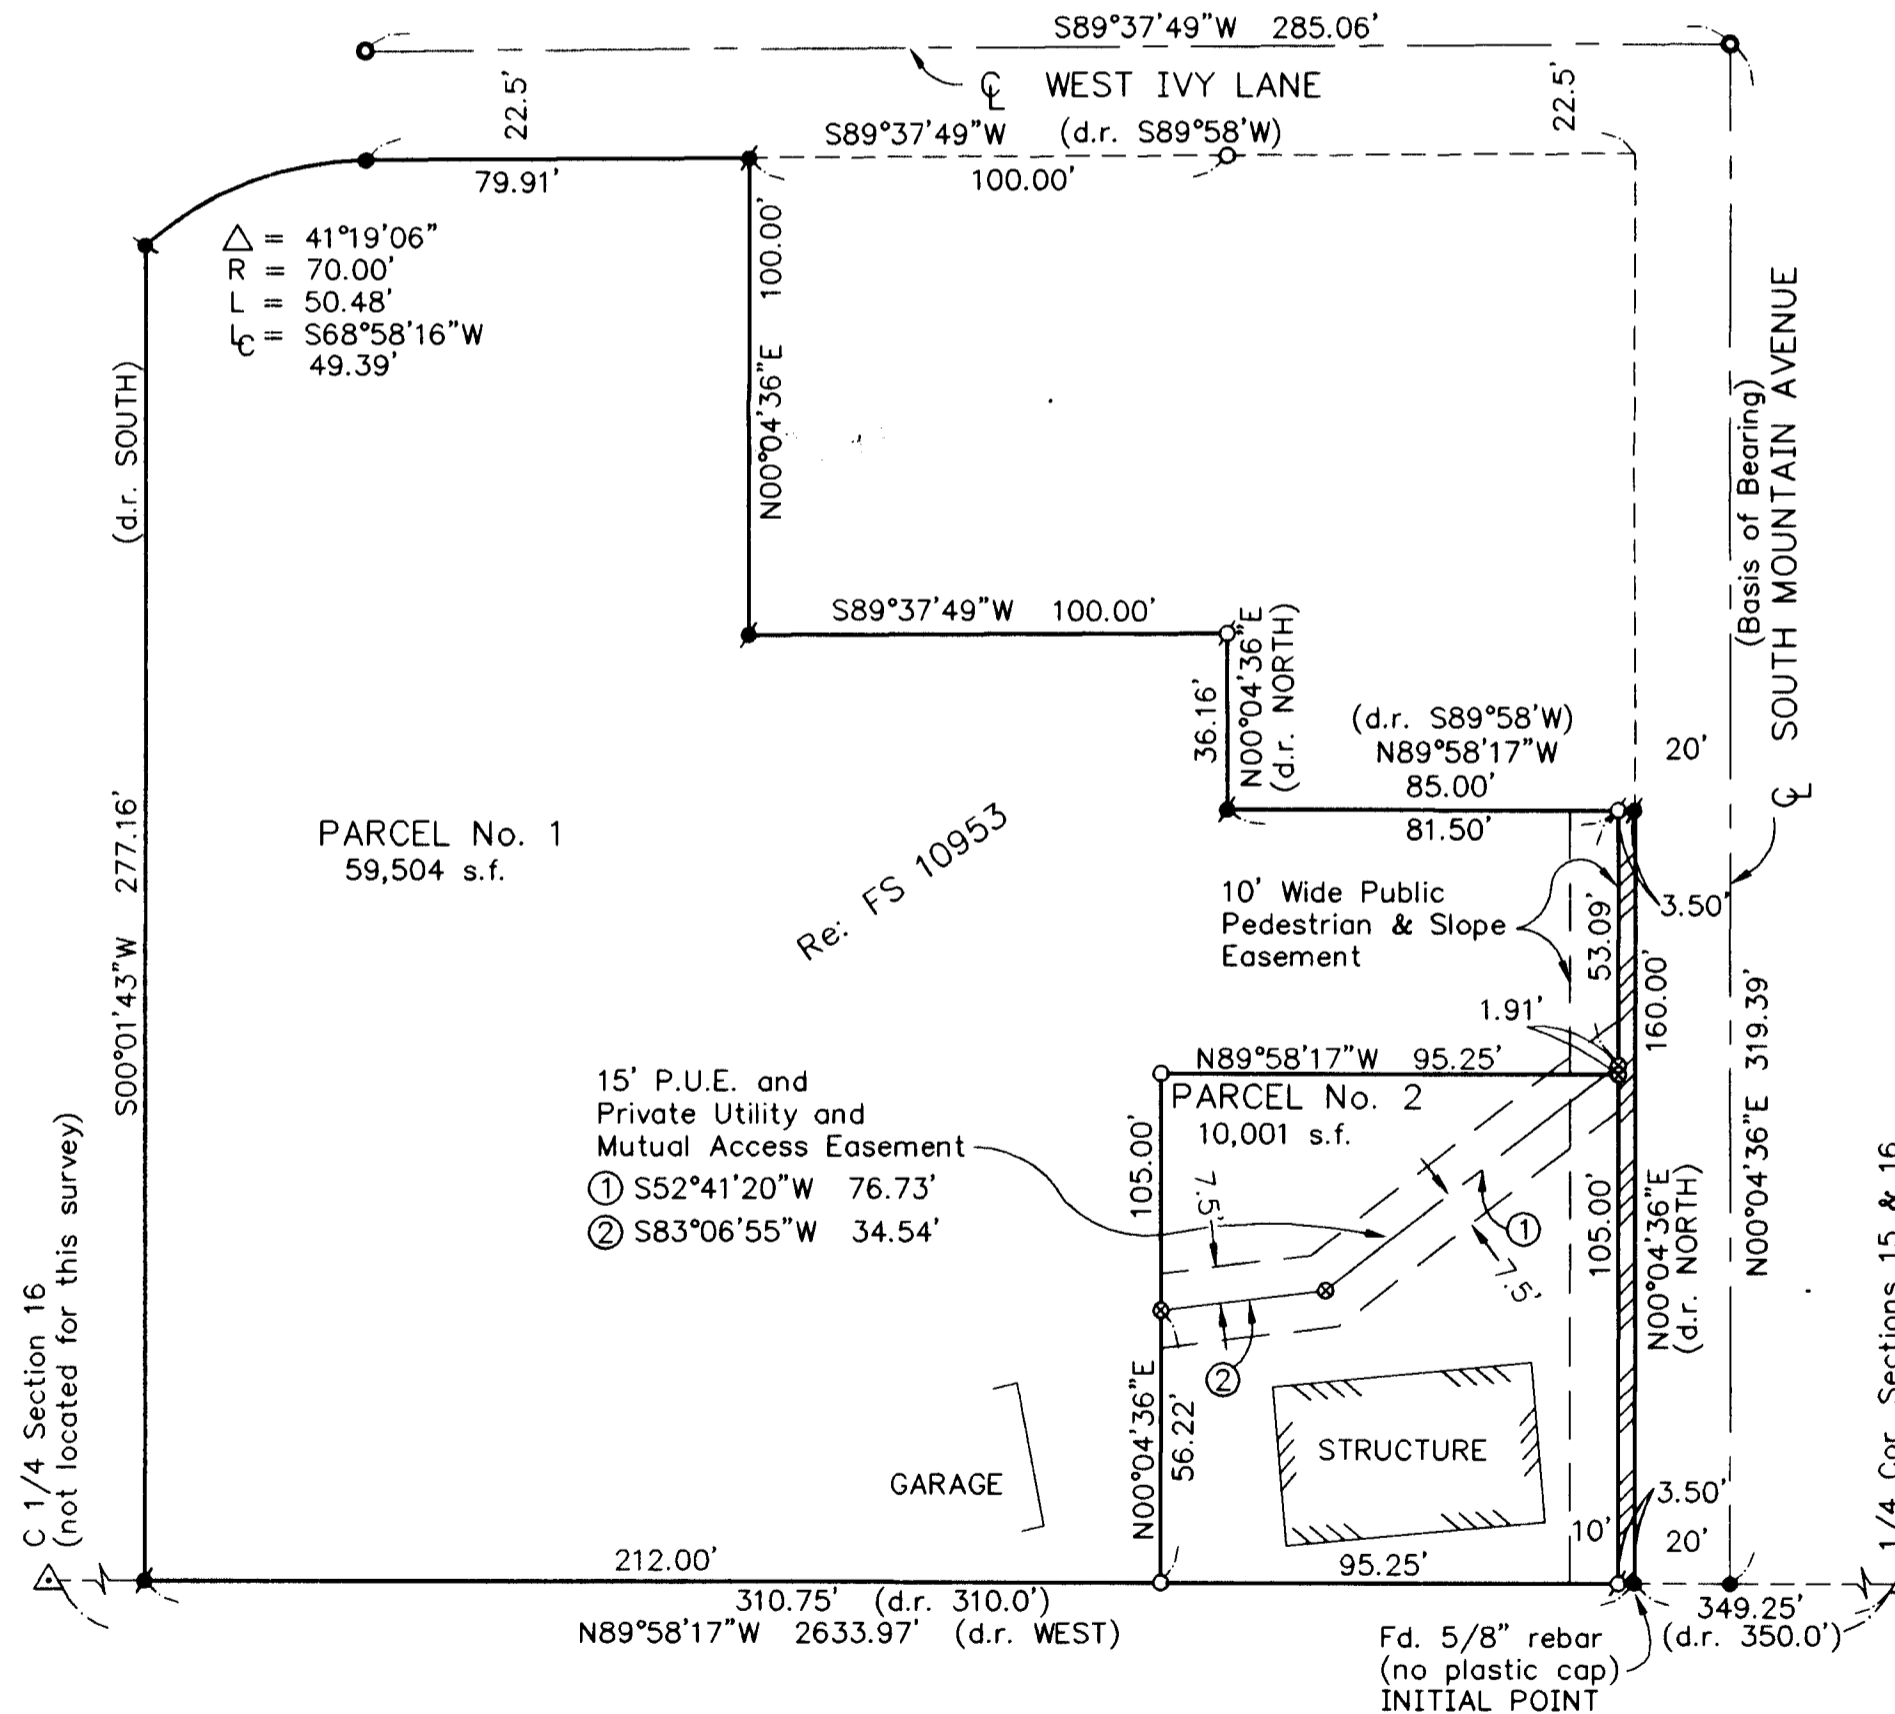 S89°37'49"W 285.06'
℄ WEST IVY LANE
22.5'
22.5'
S89°37'49"W (d.r. S89°58'W)
79.91'
100.00'
△ = 41°19'06"
R = 70.00'
L = 50.48'
LC = S68°58'16"W
49.39'
100.00'
N00°04'36"E
(d.r. SOUTH)
S00°01'43"W 277.16'
(Basis of Bearing)
℄ SOUTH MOUNTAIN AVENUE
S89°37'49"W 100.00'
36.16'
N00°04'36"E
(d.r. NORTH)
(d.r. S89°58'W)
N89°58'17"W
85.00'
81.50'
20'
PARCEL No. 1
59,504 s.f.
Re: FS 10953
10' Wide Public
Pedestrian & Slope
Easement
3.50'
53.09'
160.00'
1.91'
N00°04'36"E 319.39'
N89°58'17"W 95.25'
PARCEL No. 2
10,001 s.f.
15' P.U.E. and
Private Utility and
Mutual Access Easement
① S52°41'20"W 76.73'
② S83°06'55"W 34.54'
105.00'
7.5'
①
7.5'
②
105.00'
N00°04'36"E
(d.r. NORTH)
N00°04'36"E
56.22'
C 1/4 Section 16
(not located for this survey)
1/4 Cor. Sections 15 & 16
GARAGE
STRUCTURE
3.50'
10'
20'
212.00'
95.25'
310.75' (d.r. 310.0')
N89°58'17"W 2633.97' (d.r. WEST)
349.25'
(d.r. 350.0')
Fd. 5/8" rebar
(no plastic cap)
INITIAL POINT